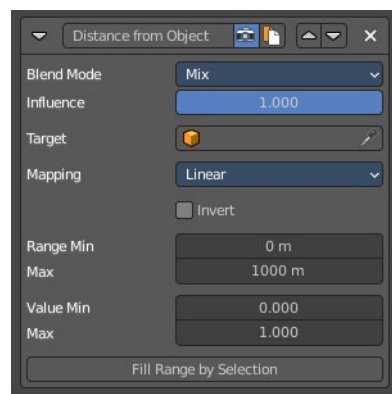 Distance from Object
Blend Mode Mix
Influence 1.000
Target
Mapping Linear
Invert
Range Min 0 m
Max 1000 m
Value Min 0.000
Max 1.000
Fill Range by Selection